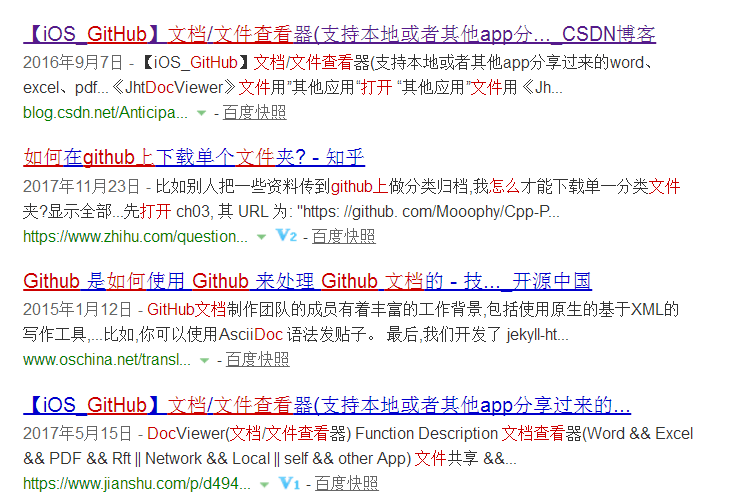 【iOS_GitHub】文档/文件查看器(支持本地或者其他app分..._CSDN博客
2016年9月7日 - 【iOS_GitHub】文档/文件查看器(支持本地或者其他app分享过来的word、
excel、pdf...《JhtDocViewer》文件用”其他应用“打开 “其他应用”文件用《Jh...
blog.csdn.net/Anticipa... - 百度快照
如何在github上下载单个文件夹? - 知乎
2017年11月23日 - 比如别人把一些资料传到github上做分类归档,我怎么才能下载单一分类文件
夹?显示全部...先打开 ch03, 其 URL 为: "https: //github. com/Mooophy/Cpp-P...
https://www.zhihu.com/question... V2 - 百度快照
Github 是如何使用 Github 来处理 Github 文档的 - 技..._开源中国
2015年1月12日 - GitHub文档制作团队的成员有着丰富的工作背景,包括使用原生的基于XML的
写作工具,...比如,你可以使用AsciiDoc 语法发贴子。 最后,我们开发了 jekyll-ht...
www.oschina.net/transl... - 百度快照
【iOS_GitHub】文档/文件查看器(支持本地或者其他app分享过来的...
2017年5月15日 - DocViewer(文档/文件查看器) Function Description 文档查看器(Word && Excel
&& PDF && Rft || Network && Local || self && other App) 文件共享 &&...
https://www.jianshu.com/p/d494... V1 - 百度快照